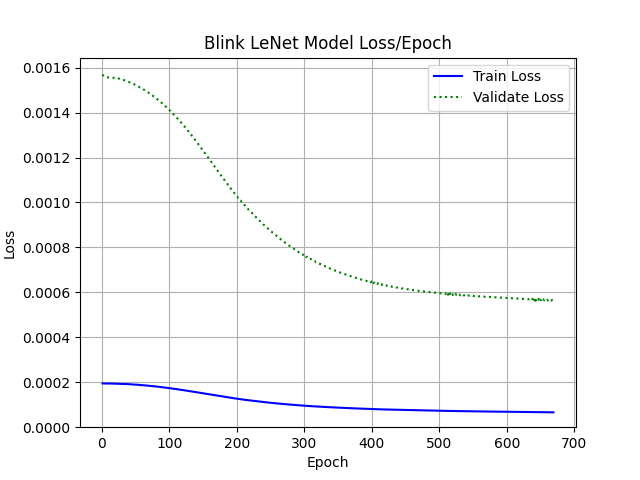 Blink LeNet Model Loss/Epoch
Train Loss
Validate Loss
Loss
0.0016
0.0014
0.0012
0.0010
0.0008
0.0006
0.0004
0.0002
0.0000
0 100 200 300 400 500 600 700
Epoch